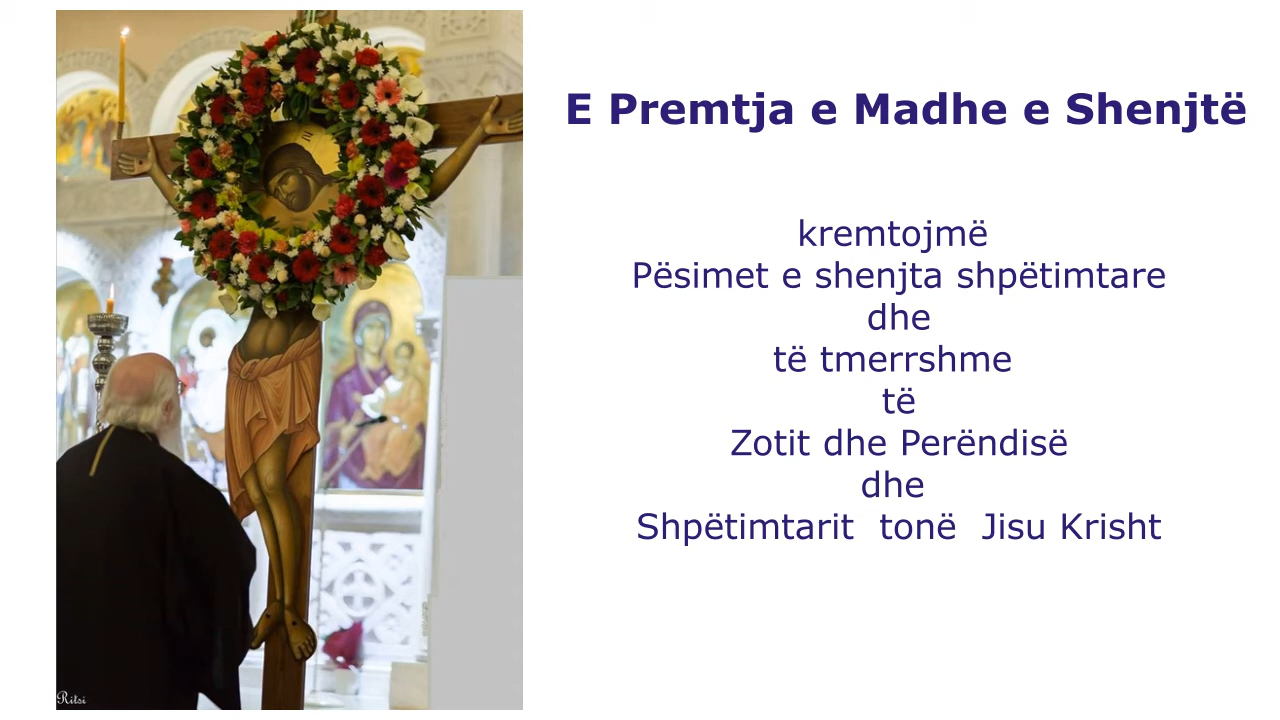 E Premtja e Madhe e Shenjtë
kremtojmë
Pësimet e shenjta shpëtimtare
dhe
të tmerrshme
të
Zotit dhe Perëndisë
dhe
Shpëtimtarit tonë Jisu Krisht
Ritsi